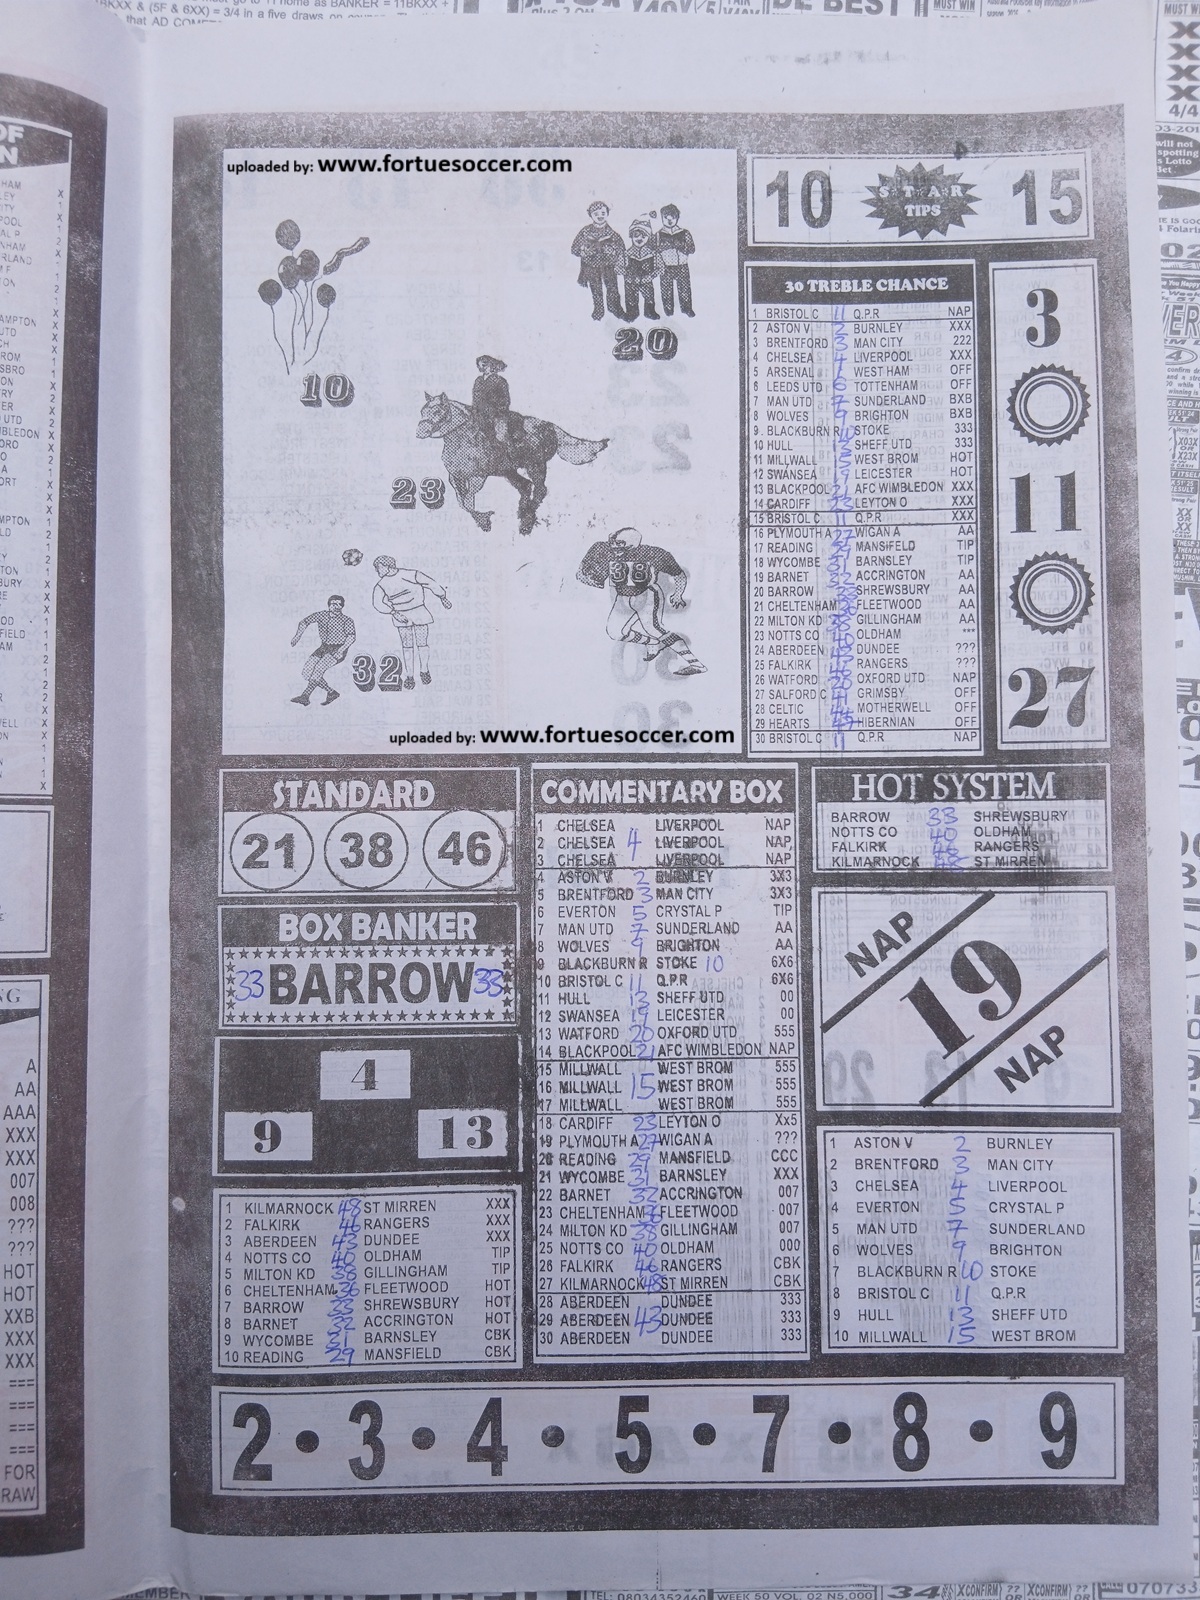 uploaded by: www.fortuesoccer.com
10
20
23
32
38
uploaded by: www.fortuesoccer.com
10 STAR TIPS 15
30 TREBLE CHANCE
1 BRISTOL C 11 Q.P.R NAP
2 ASTON V 2 BURNLEY XXX
3 BRENTFORD 3 MAN CITY 222
4 CHELSEA 4 LIVERPOOL XXX
5 ARSENAL 1 WEST HAM OFF
6 LEEDS UTD 6 TOTTENHAM OFF
7 MAN UTD 7 SUNDERLAND BXB
8 WOLVES 9 BRIGHTON BXB
9. BLACKBURN R 10 STOKE 333
10 HULL 13 SHEFF UTD 333
11 MILLWALL 15 WEST BROM HOT
12 SWANSEA 19 LEICESTER HOT
13 BLACKPOOL 21 AFC WIMBLEDON XXX
14 CARDIFF 23 LEYTON O XXX
15 BRISTOL C 11 Q.P.R XXX
16 PLYMOUTH A 27 WIGAN A AA
17 READING 29 MANSFIELD TIP
18 WYCOMBE 31 BARNSLEY TIP
19 BARNET 32 ACCRINGTON AA
20 BARROW 33 SHREWSBURY AA
21 CHELTENHAM 36 FLEETWOOD AA
22 MILTON KD 38 GILLINGHAM AA
23 NOTTS CO 40 OLDHAM ***
24 ABERDEEN 43 DUNDEE ???
25 FALKIRK 46 RANGERS ???
26 WATFORD 20 OXFORD UTD NAP
27 SALFORD C 41 GRIMSBY OFF
28 CELTIC 44 MOTHERWELL OFF
29 HEARTS 45 HIBERNIAN OFF
30 BRISTOL C 11 Q.P.R NAP
3
11
27
STANDARD
21 38 46
BOX BANKER
33 BARROW 33
4
9 13
1 KILMARNOCK 48 ST MIRREN XXX
2 FALKIRK 46 RANGERS XXX
3 ABERDEEN 43 DUNDEE XXX
4 NOTTS CO 40 OLDHAM TIP
5 MILTON KD 38 GILLINGHAM TIP
6 CHELTENHAM 36 FLEETWOOD HOT
7 BARROW 33 SHREWSBURY HOT
8 BARNET 32 ACCRINGTON HOT
9 WYCOMBE 31 BARNSLEY CBK
10 READING 29 MANSFIELD CBK
COMMENTARY BOX
1 CHELSEA LIVERPOOL NAP
2 CHELSEA 4 LIVERPOOL NAP
3 CHELSEA LIVERPOOL NAP
4 ASTON V 2 BURNLEY 3X3
5 BRENTFORD 3 MAN CITY 3X3
6 EVERTON 5 CRYSTAL P TIP
7 MAN UTD 7 SUNDERLAND AA
8 WOLVES 9 BRIGHTON AA
9 BLACKBURN R STOKE 10 6X6
10 BRISTOL C 11 Q.P.R 6X6
11 HULL 13 SHEFF UTD 00
12 SWANSEA 19 LEICESTER 00
13 WATFORD 20 OXFORD UTD 555
14 BLACKPOOL 21 AFC WIMBLEDON NAP
15 MILLWALL WEST BROM 555
16 MILLWALL 15 WEST BROM 555
17 MILLWALL WEST BROM 555
18 CARDIFF 23 LEYTON O Xx5
19 PLYMOUTH A 27 WIGAN A ???
20 READING 29 MANSFIELD CCC
21 WYCOMBE 31 BARNSLEY XXX
22 BARNET 32 ACCRINGTON 007
23 CHELTENHAM 36 FLEETWOOD 007
24 MILTON KD 38 GILLINGHAM 007
25 NOTTS CO 40 OLDHAM 000
26 FALKIRK 46 RANGERS CBK
27 KILMARNOCK 48 ST MIRREN CBK
28 ABERDEEN DUNDEE 333
29 ABERDEEN 43 DUNDEE 333
30 ABERDEEN DUNDEE 333
HOT SYSTEM
BARROW 33 SHREWSBURY
NOTTS CO 40 OLDHAM
FALKIRK 46 RANGERS
KILMARNOCK 48 ST MIRREN
NAP
19
NAP
1 ASTON V 2 BURNLEY
2 BRENTFORD 3 MAN CITY
3 CHELSEA 4 LIVERPOOL
4 EVERTON 5 CRYSTAL P
5 MAN UTD 7 SUNDERLAND
6 WOLVES 9 BRIGHTON
7 BLACKBURN R 10 STOKE
8 BRISTOL C 11 Q.P.R
9 HULL 13 SHEFF UTD
10 MILLWALL 15 WEST BROM
2 • 3 • 4 • 5 • 7 • 8 • 9
TEL: 08034352460
WEEK 50 VOL. 02 N5,000